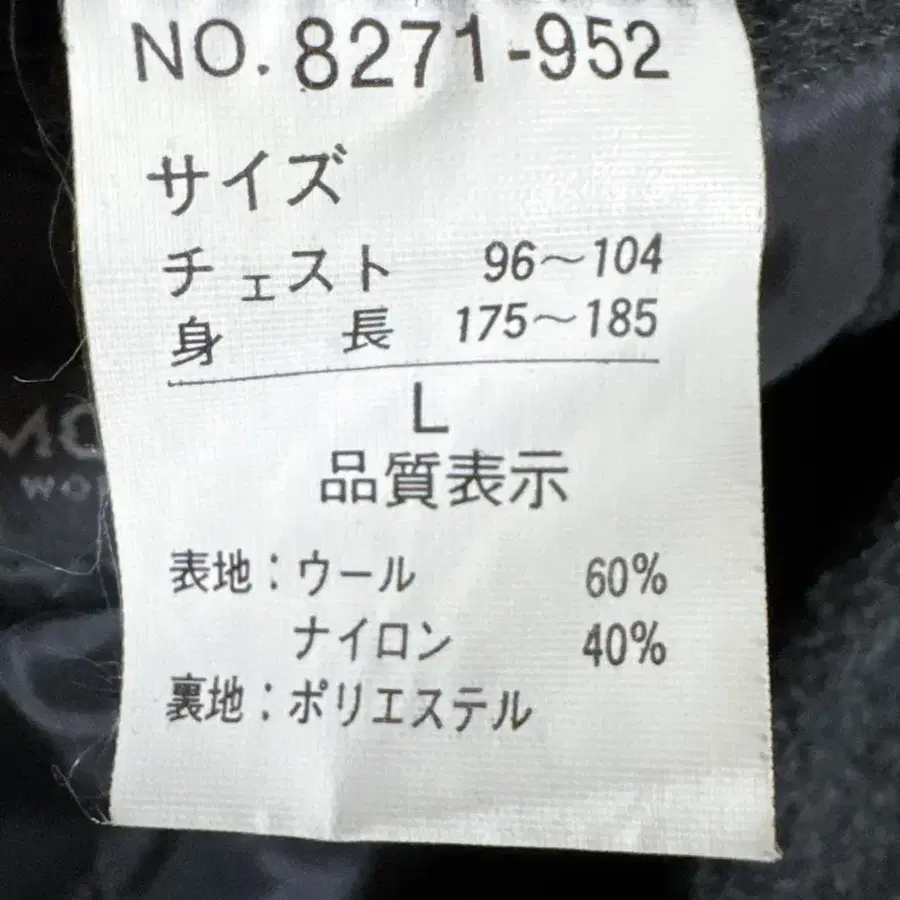 NO. 8271-952
サイズ
チェスト 96～104
身 長 175～185
L
品質表示
表地：ウール 60%
ナイロン 40%
裏地：ポリエステル